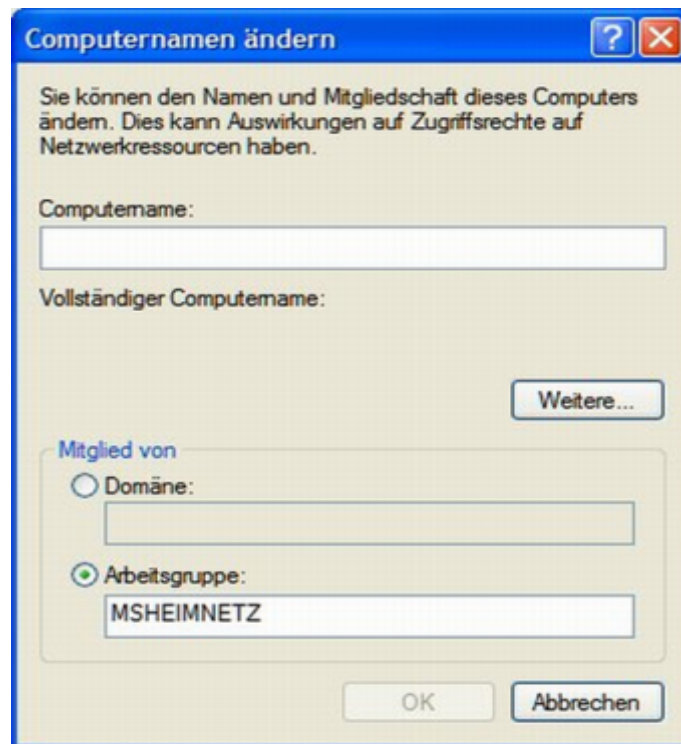 Computernamen ändern
Sie können den Namen und Mitgliedschaft dieses Computers
ändern. Dies kann Auswirkungen auf Zugriffsrechte auf
Netzwerkressourcen haben.
Computername:
Vollständiger Computername:
Weitere...
Mitglied von
Domäne:
Arbeitsgruppe:
MSHEIMNETZ
OK
Abbrechen